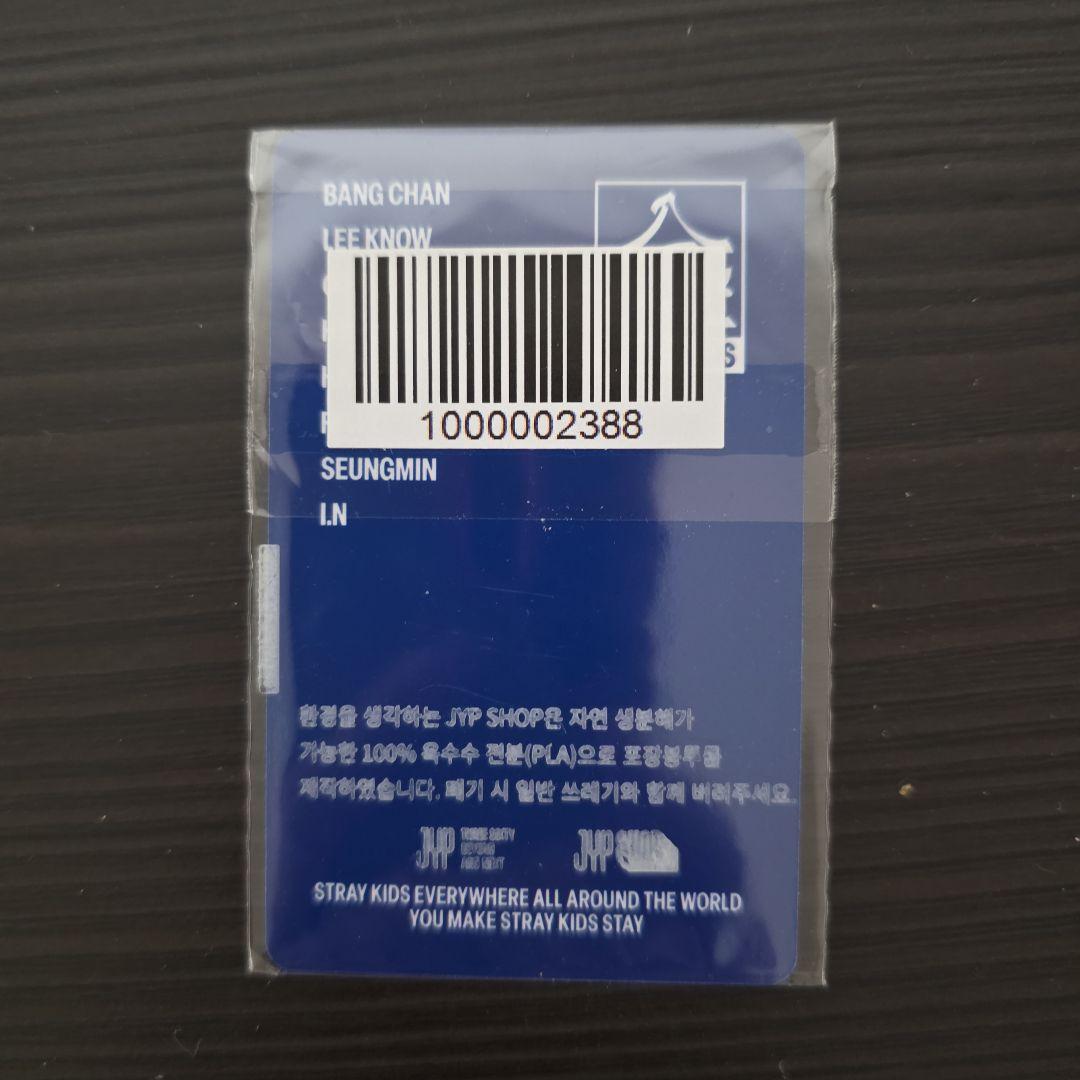 BANG CHAN
LEE KNOW
S
1000002388
SEUNGMIN
I.N
환경을 생각하는 JYP SHOP은 자연 생분해가
가능한 100% 옥수수 전분(PLA)으로 포장봉투를
제작하였습니다. 폐기 시 일반 쓰레기와 함께 버려주세요.
JYP THREE SIXTY
JYP SHOP
STRAY KIDS EVERYWHERE ALL AROUND THE WORLD
YOU MAKE STRAY KIDS STAY